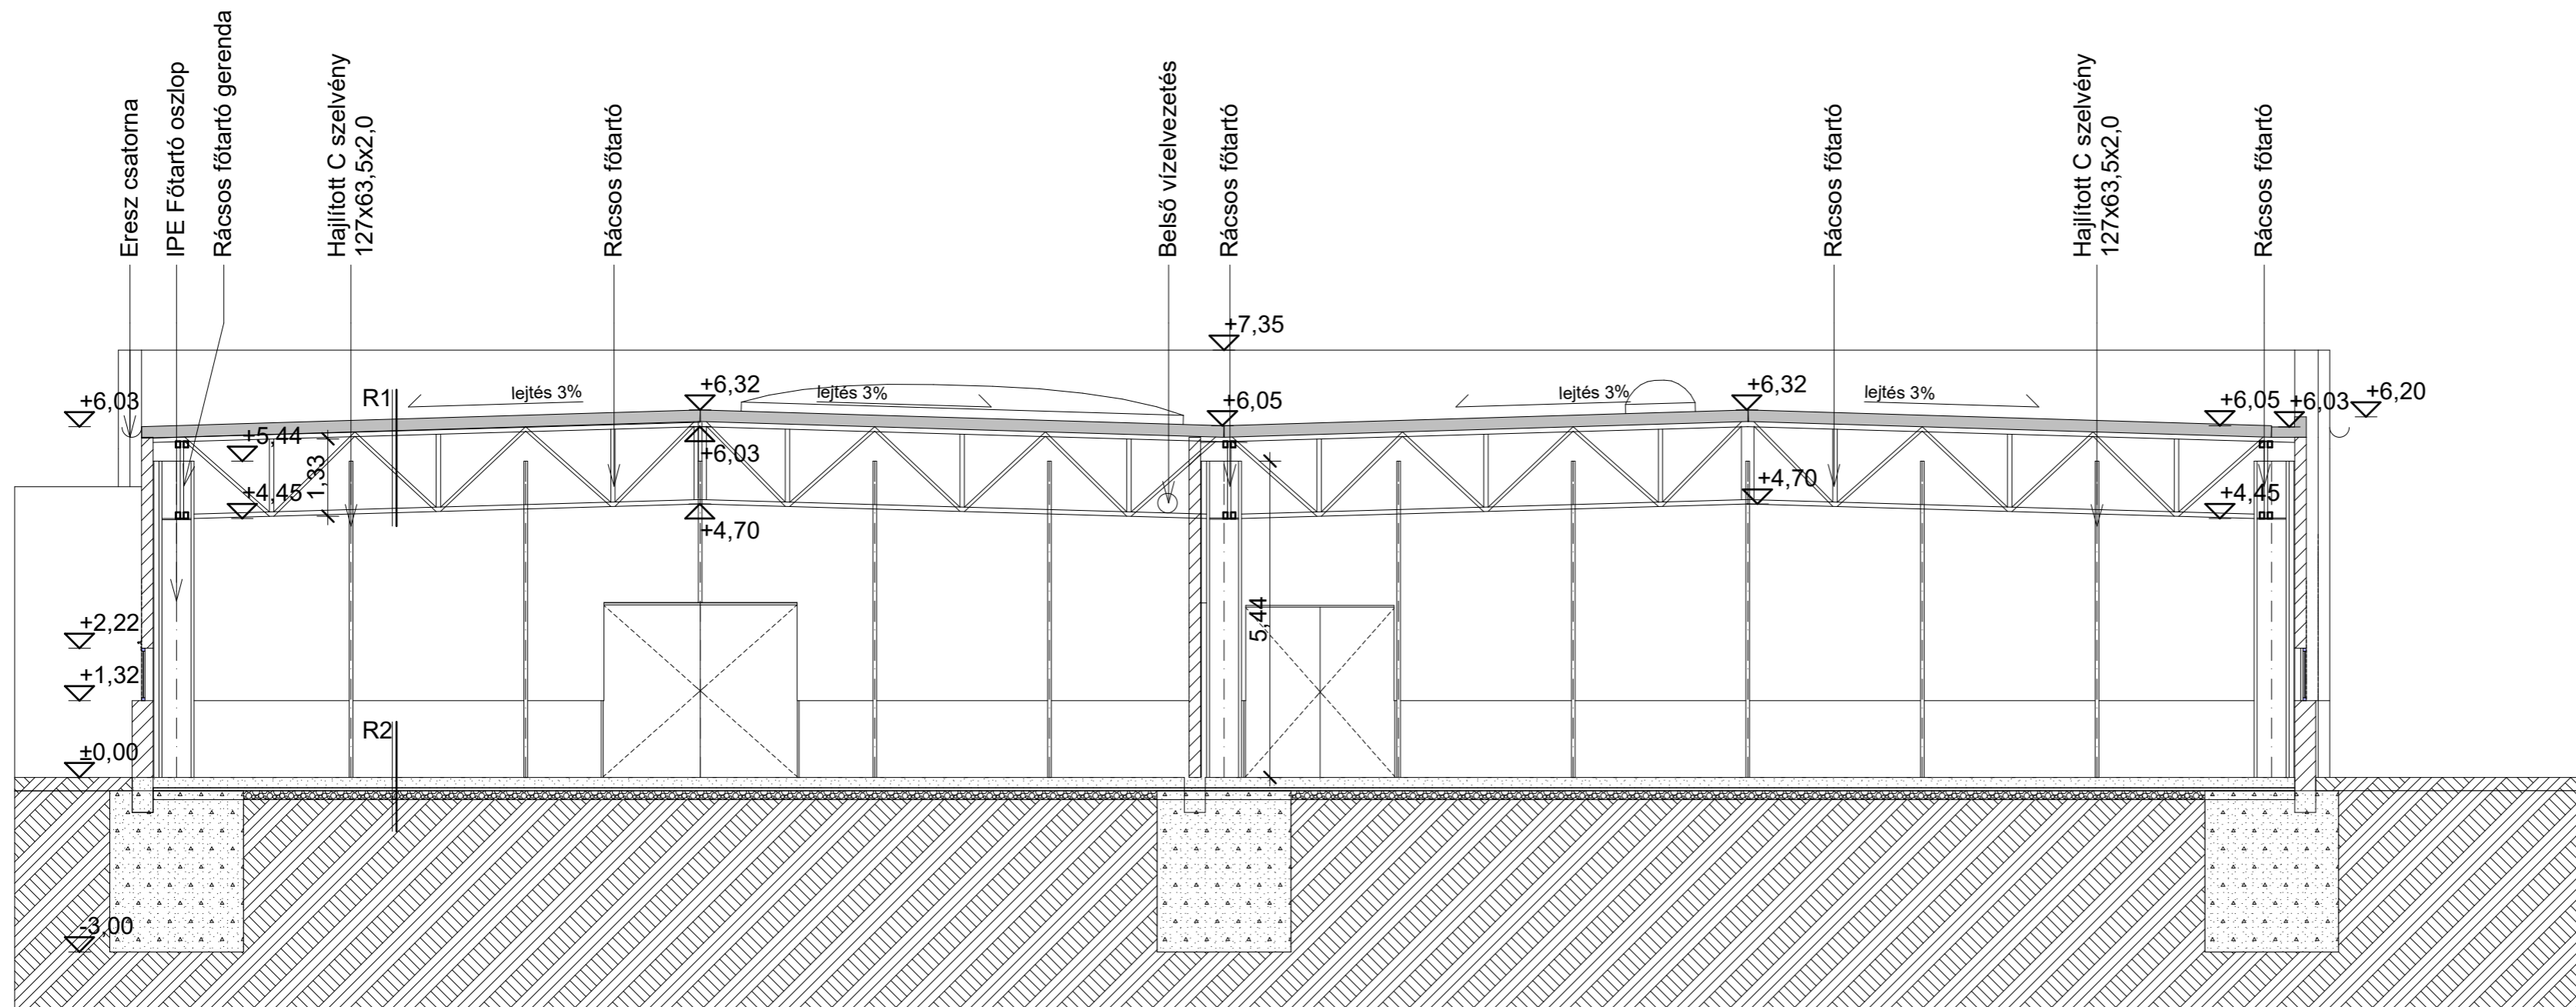 Eresz csatorna
IPE Főtartó oszlop
Rácsos főtartó gerenda
Hajlított C szelvény
127x63,5x2,0
Rácsos főtartó
Belső vízelvezetés
Rácsos főtartó
Rácsos főtartó
Hajlított C szelvény
127x63,5x2,0
Rácsos főtartó
+7,35
+6,03
R1
lejtés 3%
+6,32
lejtés 3%
+6,05
lejtés 3%
+6,32
lejtés 3%
+6,05
+6,03
+6,20
+5,44
1,33
+6,03
+4,45
+4,70
+4,70
+4,45
+2,22
5,44
+1,32
R2
±0,00
-3,00